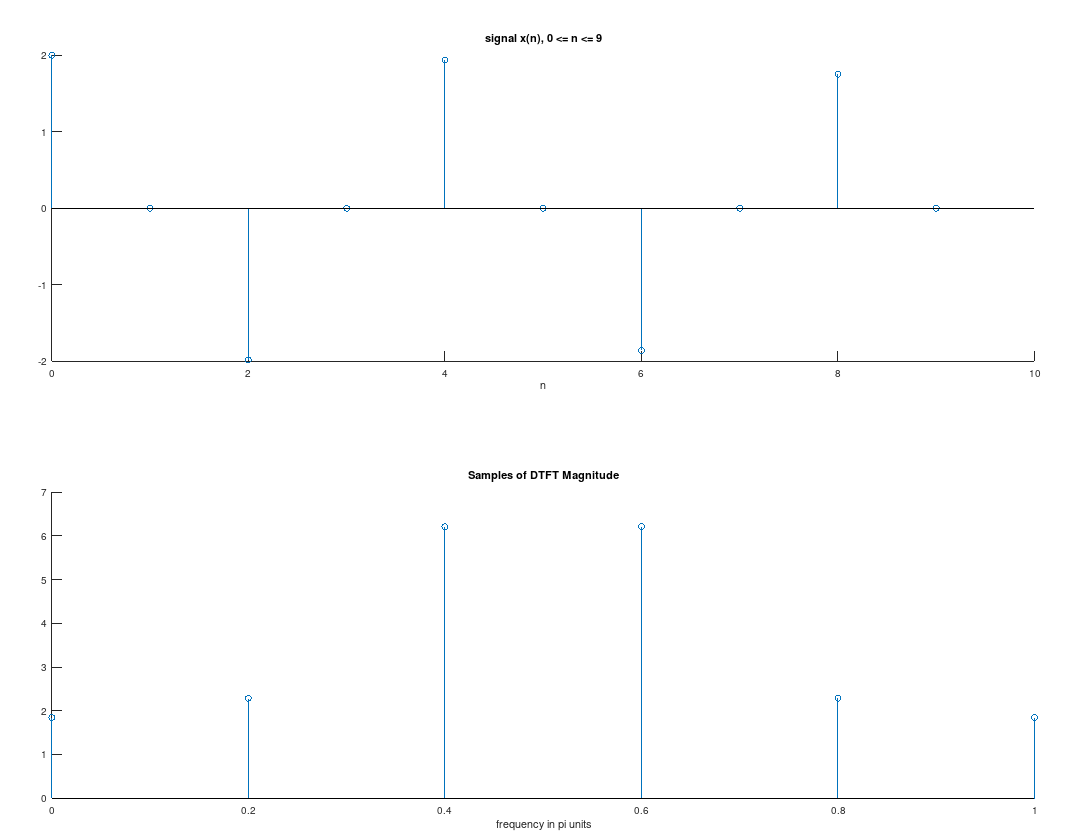 signal x(n), 0 <= n <= 9
2
1
0
-1
-2
0 2 4 6 8 10
n
Samples of DTFT Magnitude
7
6
5
4
3
2
1
0
0 0.2 0.4 0.6 0.8 1
frequency in pi units